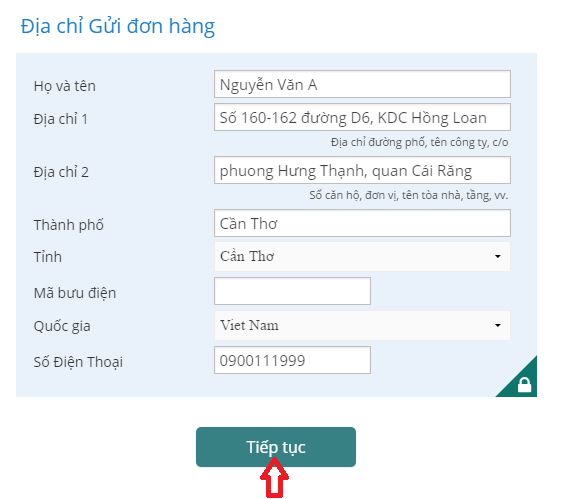 Địa chỉ Gửi đơn hàng
Họ và tên
Nguyễn Văn A
Địa chỉ 1
Số 160-162 đường D6, KDC Hồng Loan
Địa chỉ đường phố, tên công ty, c/o
Địa chỉ 2
phuong Hưng Thạnh, quan Cái Răng
Số căn hộ, đơn vị, tên tòa nhà, tầng, vv.
Thành phố
Cần Thơ
Tỉnh
Cần Thơ
Mã bưu điện
Quốc gia
Viet Nam
Số Điện Thoại
0900111999
Tiếp tục